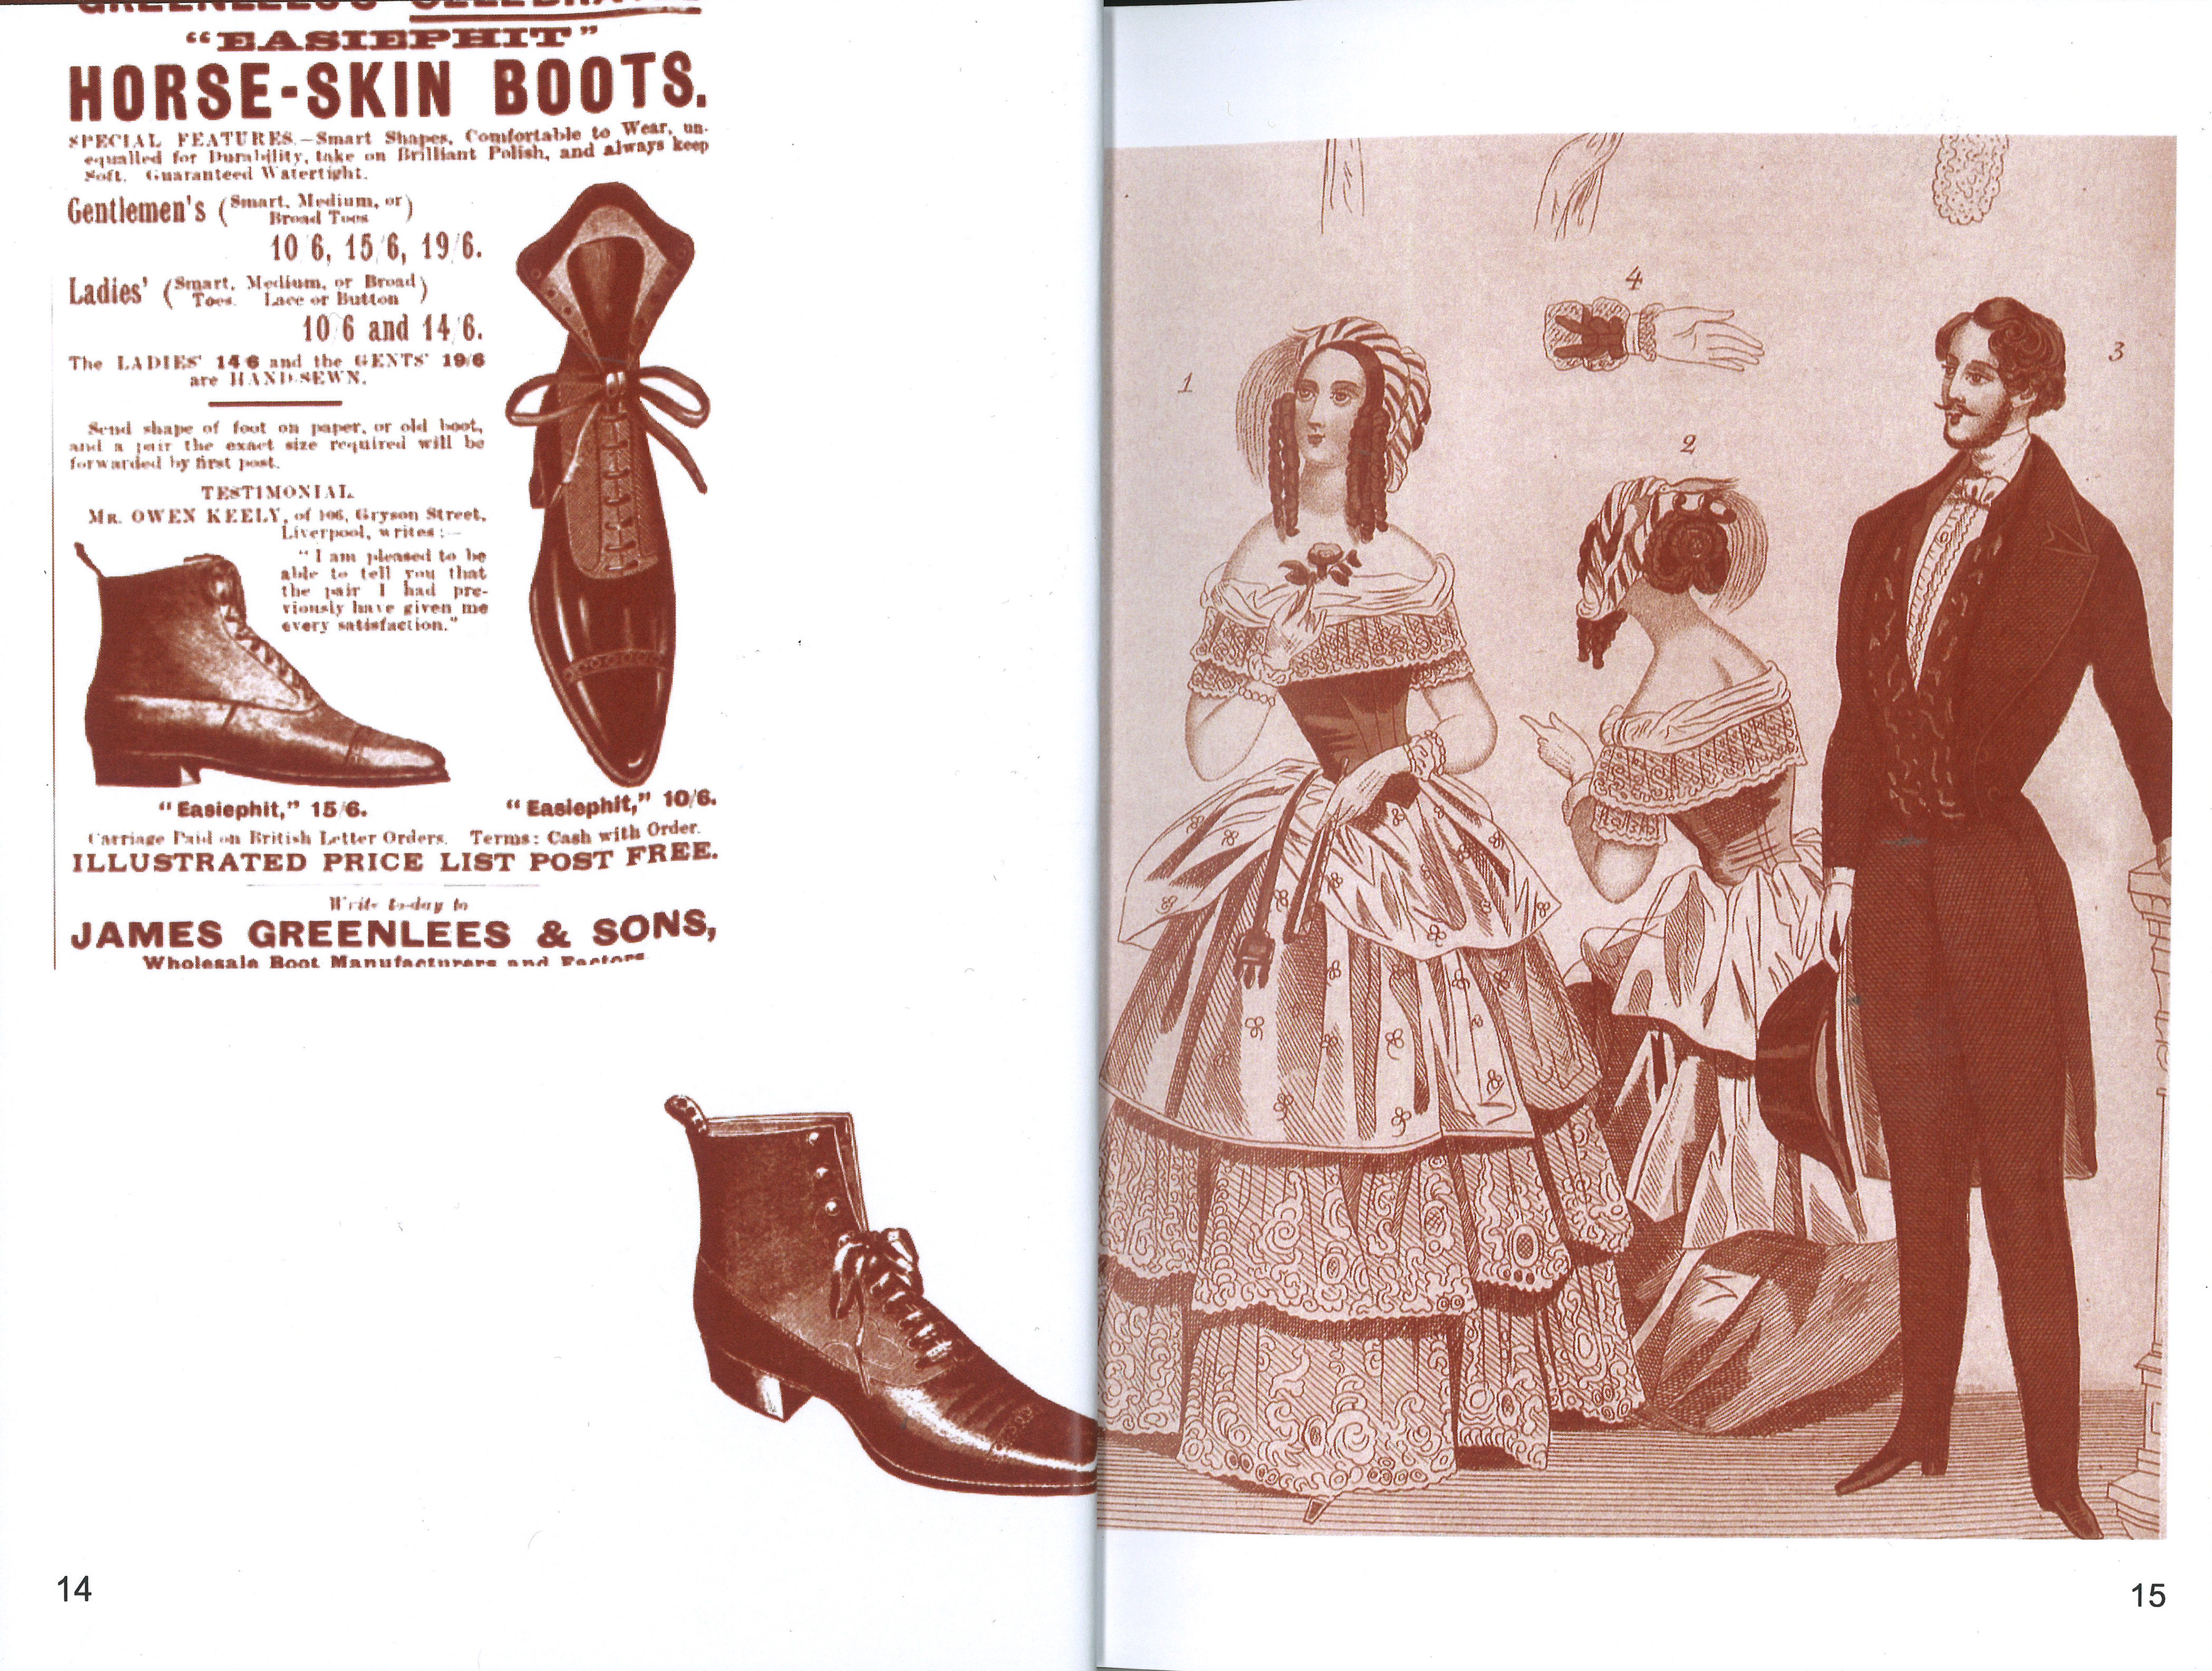 GREENLEES'S CELEBRATED
"EASIEPHIT"
HORSE-SKIN BOOTS.
SPECIAL FEATURES.—Smart Shapes, Comfortable to Wear, un-
equalled for Durability, take on Brilliant Polish, and always keep
Soft. Guaranteed Watertight.
Gentlemen's (Smart, Medium, or
Broad Toes)
10 6, 15/6, 19/6.
Ladies' (Smart, Medium, or Broad
Toes. Lace or Button)
10 6 and 14/6.
The LADIES' 14 6 and the GENTS' 19/6
are HAND-SEWN.
Send shape of foot on paper, or old boot,
and a pair the exact size required will be
forwarded by first post.
TESTIMONIAL.
MR. OWEN KEELY, of 106, Gryson Street,
Liverpool, writes:—
"I am pleased to be
able to tell you that
the pair I had pre-
viously have given me
every satisfaction."
"Easiephit," 15/6.
"Easiephit," 10/6.
Carriage Paid on British Letter Orders. Terms: Cash with Order.
ILLUSTRATED PRICE LIST POST FREE.
Write to-day to
JAMES GREENLEES & SONS,
Wholesale Boot Manufacturers and Factors
14
1
4
2
3
15